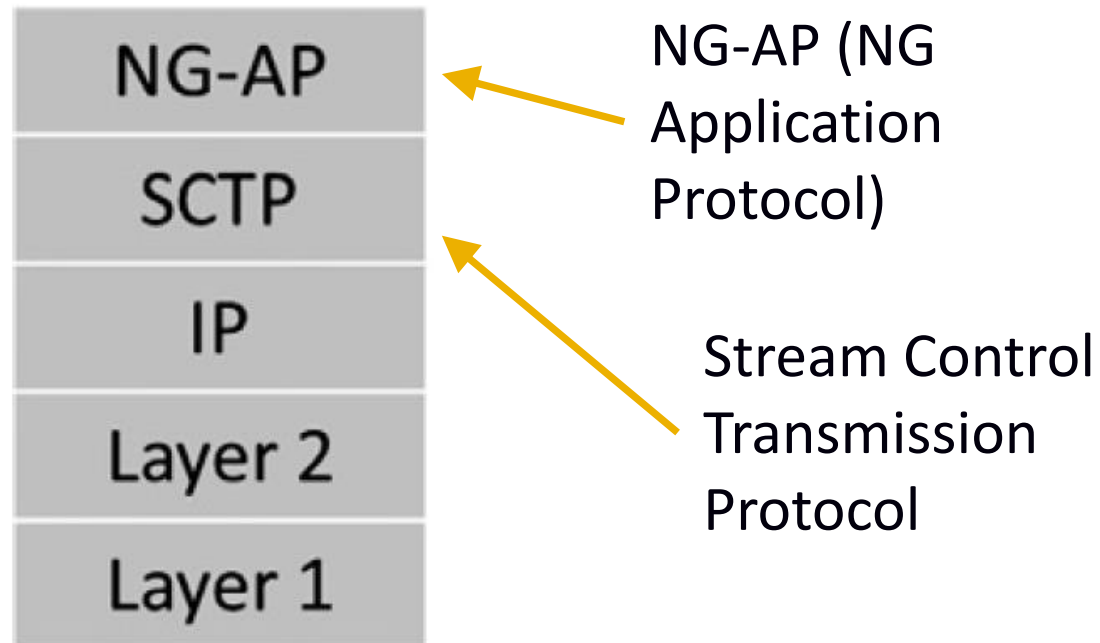 NG-AP
SCTP
IP
Layer 2
Layer 1
NG-AP (NG
Application
Protocol)
Stream Control
Transmission
Protocol